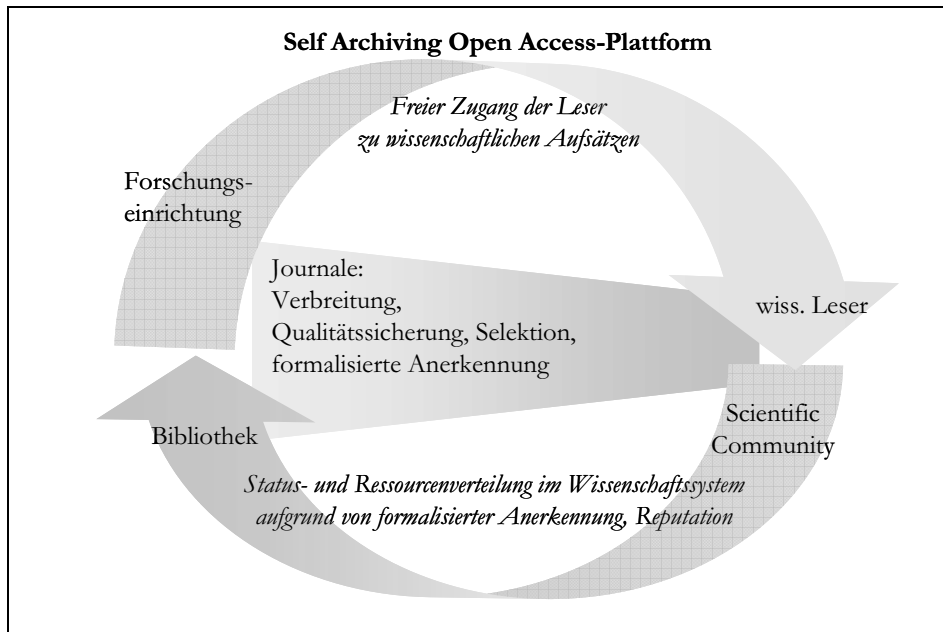 Self Archiving Open Access-Plattform
Freier Zugang der Leser
zu wissenschaftlichen Aufsätzen
Forschungs-
einrichtung
Journale:
Verbreitung,
Qualitätssicherung, Selektion,
formalisierte Anerkennung
wiss. Leser
Scientific
Community
Bibliothek
Status- und Ressourcenverteilung im Wissenschaftssystem
aufgrund von formalisierter Anerkennung, Reputation